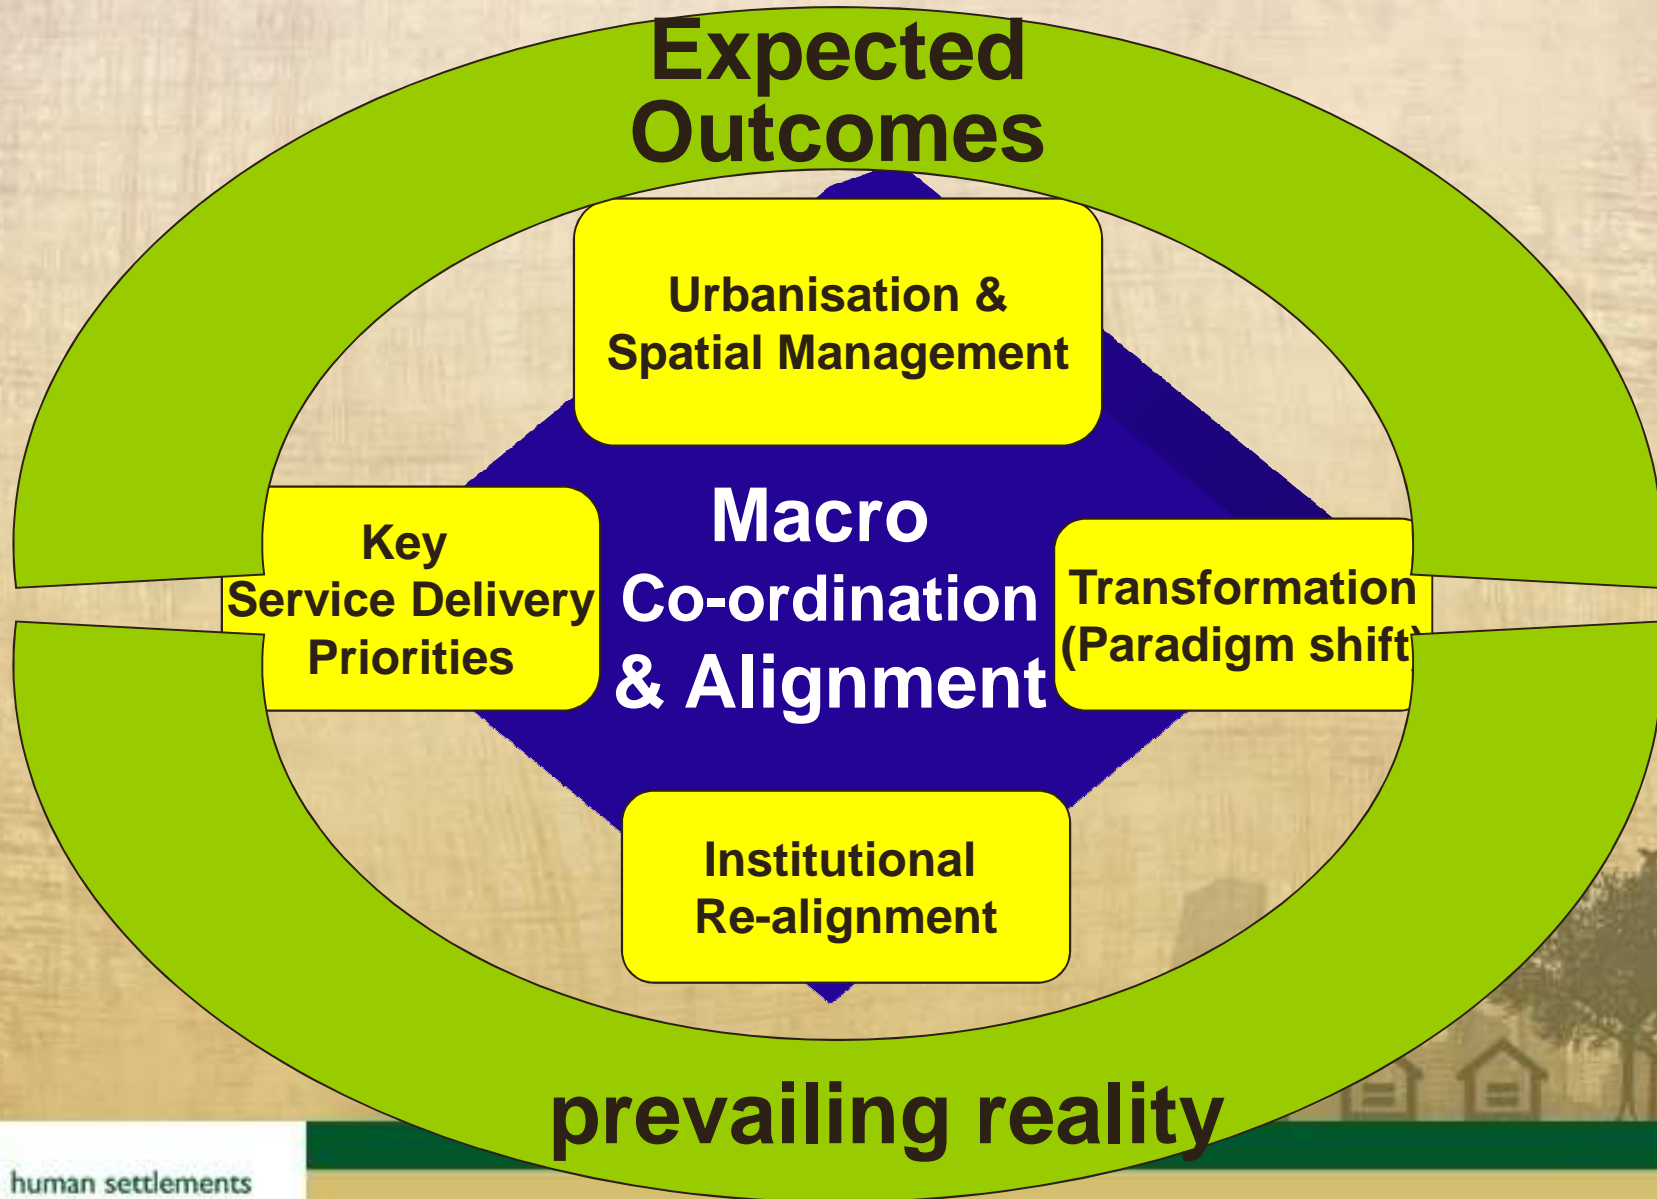 Expected
Outcomes
Urbanisation &
Spatial Management
Key
Service Delivery
Priorities
Macro
Co-ordination
& Alignment
Transformation
(Paradigm shift)
Institutional
Re-alignment
prevailing reality
human settlements